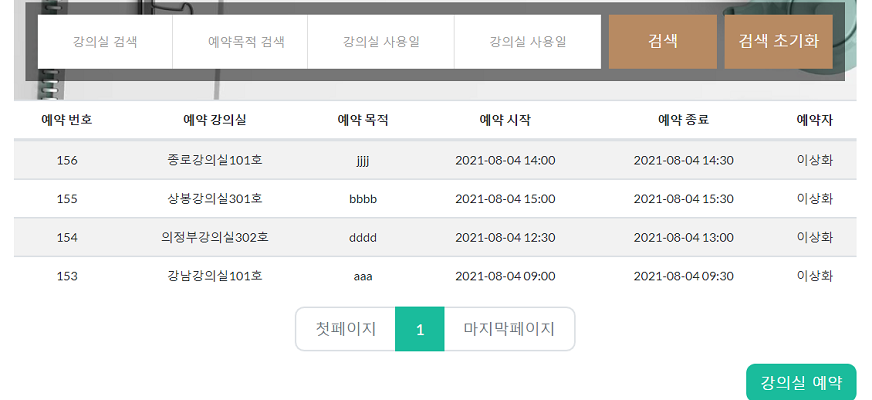 강의실 검색 예약목적 검색 강의실 사용일 강의실 사용일 검색 검색 초기화
예약 번호 예약 강의실 예약 목적 예약 시작 예약 종료 예약자
156 종로강의실101호 jjjj 2021-08-04 14:00 2021-08-04 14:30 이상화
155 상봉강의실301호 bbbb 2021-08-04 15:00 2021-08-04 15:30 이상화
154 의정부강의실302호 dddd 2021-08-04 12:30 2021-08-04 13:00 이상화
153 강남강의실101호 aaa 2021-08-04 09:00 2021-08-04 09:30 이상화
첫페이지 1 마지막페이지
강의실 예약